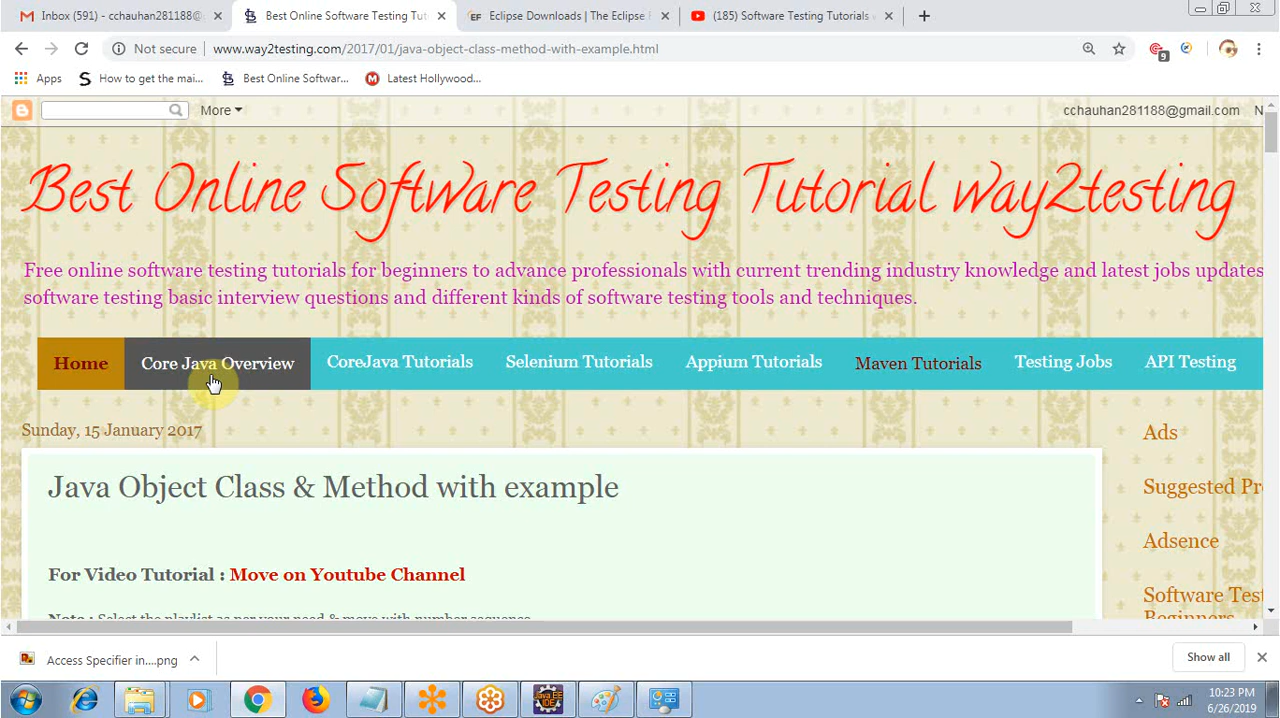 Inbox (591) - cchauhan281188@
Best Online Software Testing Tut
Eclipse Downloads | The Eclipse F
(185) Software Testing Tutorials -
Not secure
www.way2testing.com/2017/01/java-object-class-method-with-example.html
9
Apps
How to get the mai...
Best Online Softwar...
Latest Hollywood...
More
cchauhan281188@gmail.com
N
Best Online Software Testing Tutorial way2testing
Free online software testing tutorials for beginners to advance professionals with current trending industry knowledge and latest jobs updates
software testing basic interview questions and different kinds of software testing tools and techniques.
Home
Core Java Overview
CoreJava Tutorials
Selenium Tutorials
Appium Tutorials
Maven Tutorials
Testing Jobs
API Testing
Sunday, 15 January 2017
Ads
Java Object Class & Method with example
Suggested Pr
Adsence
For Video Tutorial : Move on Youtube Channel
Software Test
Beginners
Note : Select the playlist as per your need & move with number sequence
Access Specifier in....png
Show all
Java EE
IDE
10:23 PM
6/26/2019